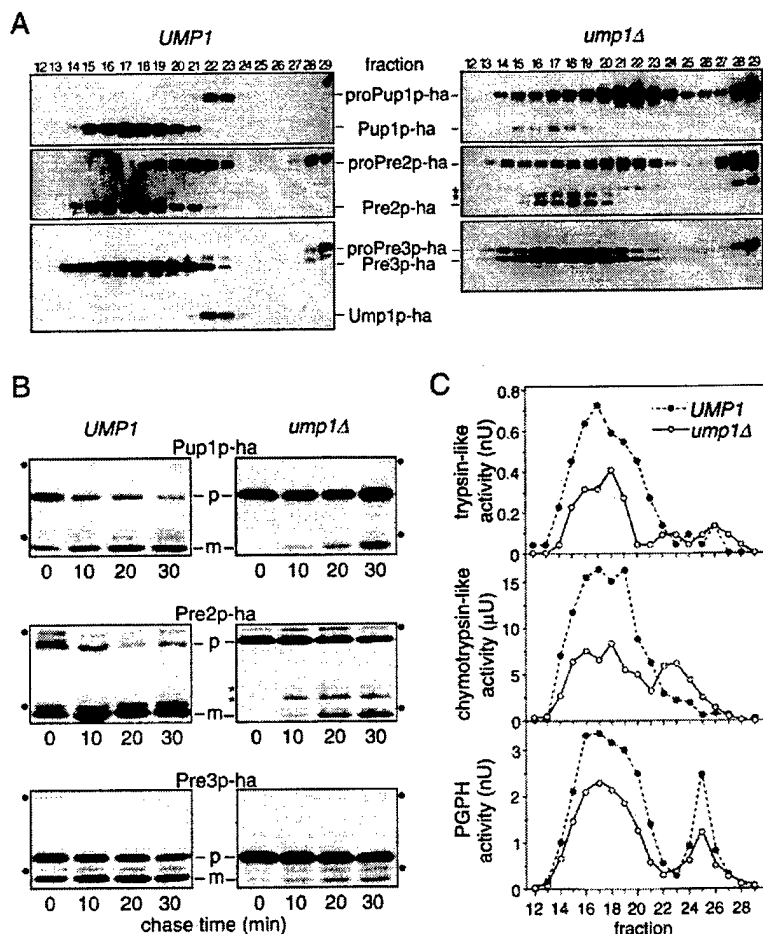 A
UMP1
ump1Δ
12 13 14 15 16 17 18 19 20 21 22 23 24 25 26 27 28 29
fraction
12 13 14 15 16 17 18 19 20 21 22 23 24 25 26 27 28 29
proPup1p-ha
Pup1p-ha
proPre2p-ha
*
*
Pre2p-ha
proPre3p-ha
Pre3p-ha
Ump1p-ha
B
UMP1
ump1Δ
Pup1p-ha
p
m
0 10 20 30
0 10 20 30
Pre2p-ha
p
*
*
m
0 10 20 30
0 10 20 30
Pre3p-ha
p
m
0 10 20 30
0 10 20 30
chase time (min)
C
UMP1
ump1Δ
trypsin-like
activity (nU)
0.8
0.6
0.4
0.2
0
chymotrypsin-like
activity (µU)
15
10
5
0
PGPH
activity (nU)
3
2
1
0
12 14 16 18 20 22 24 26 28
fraction